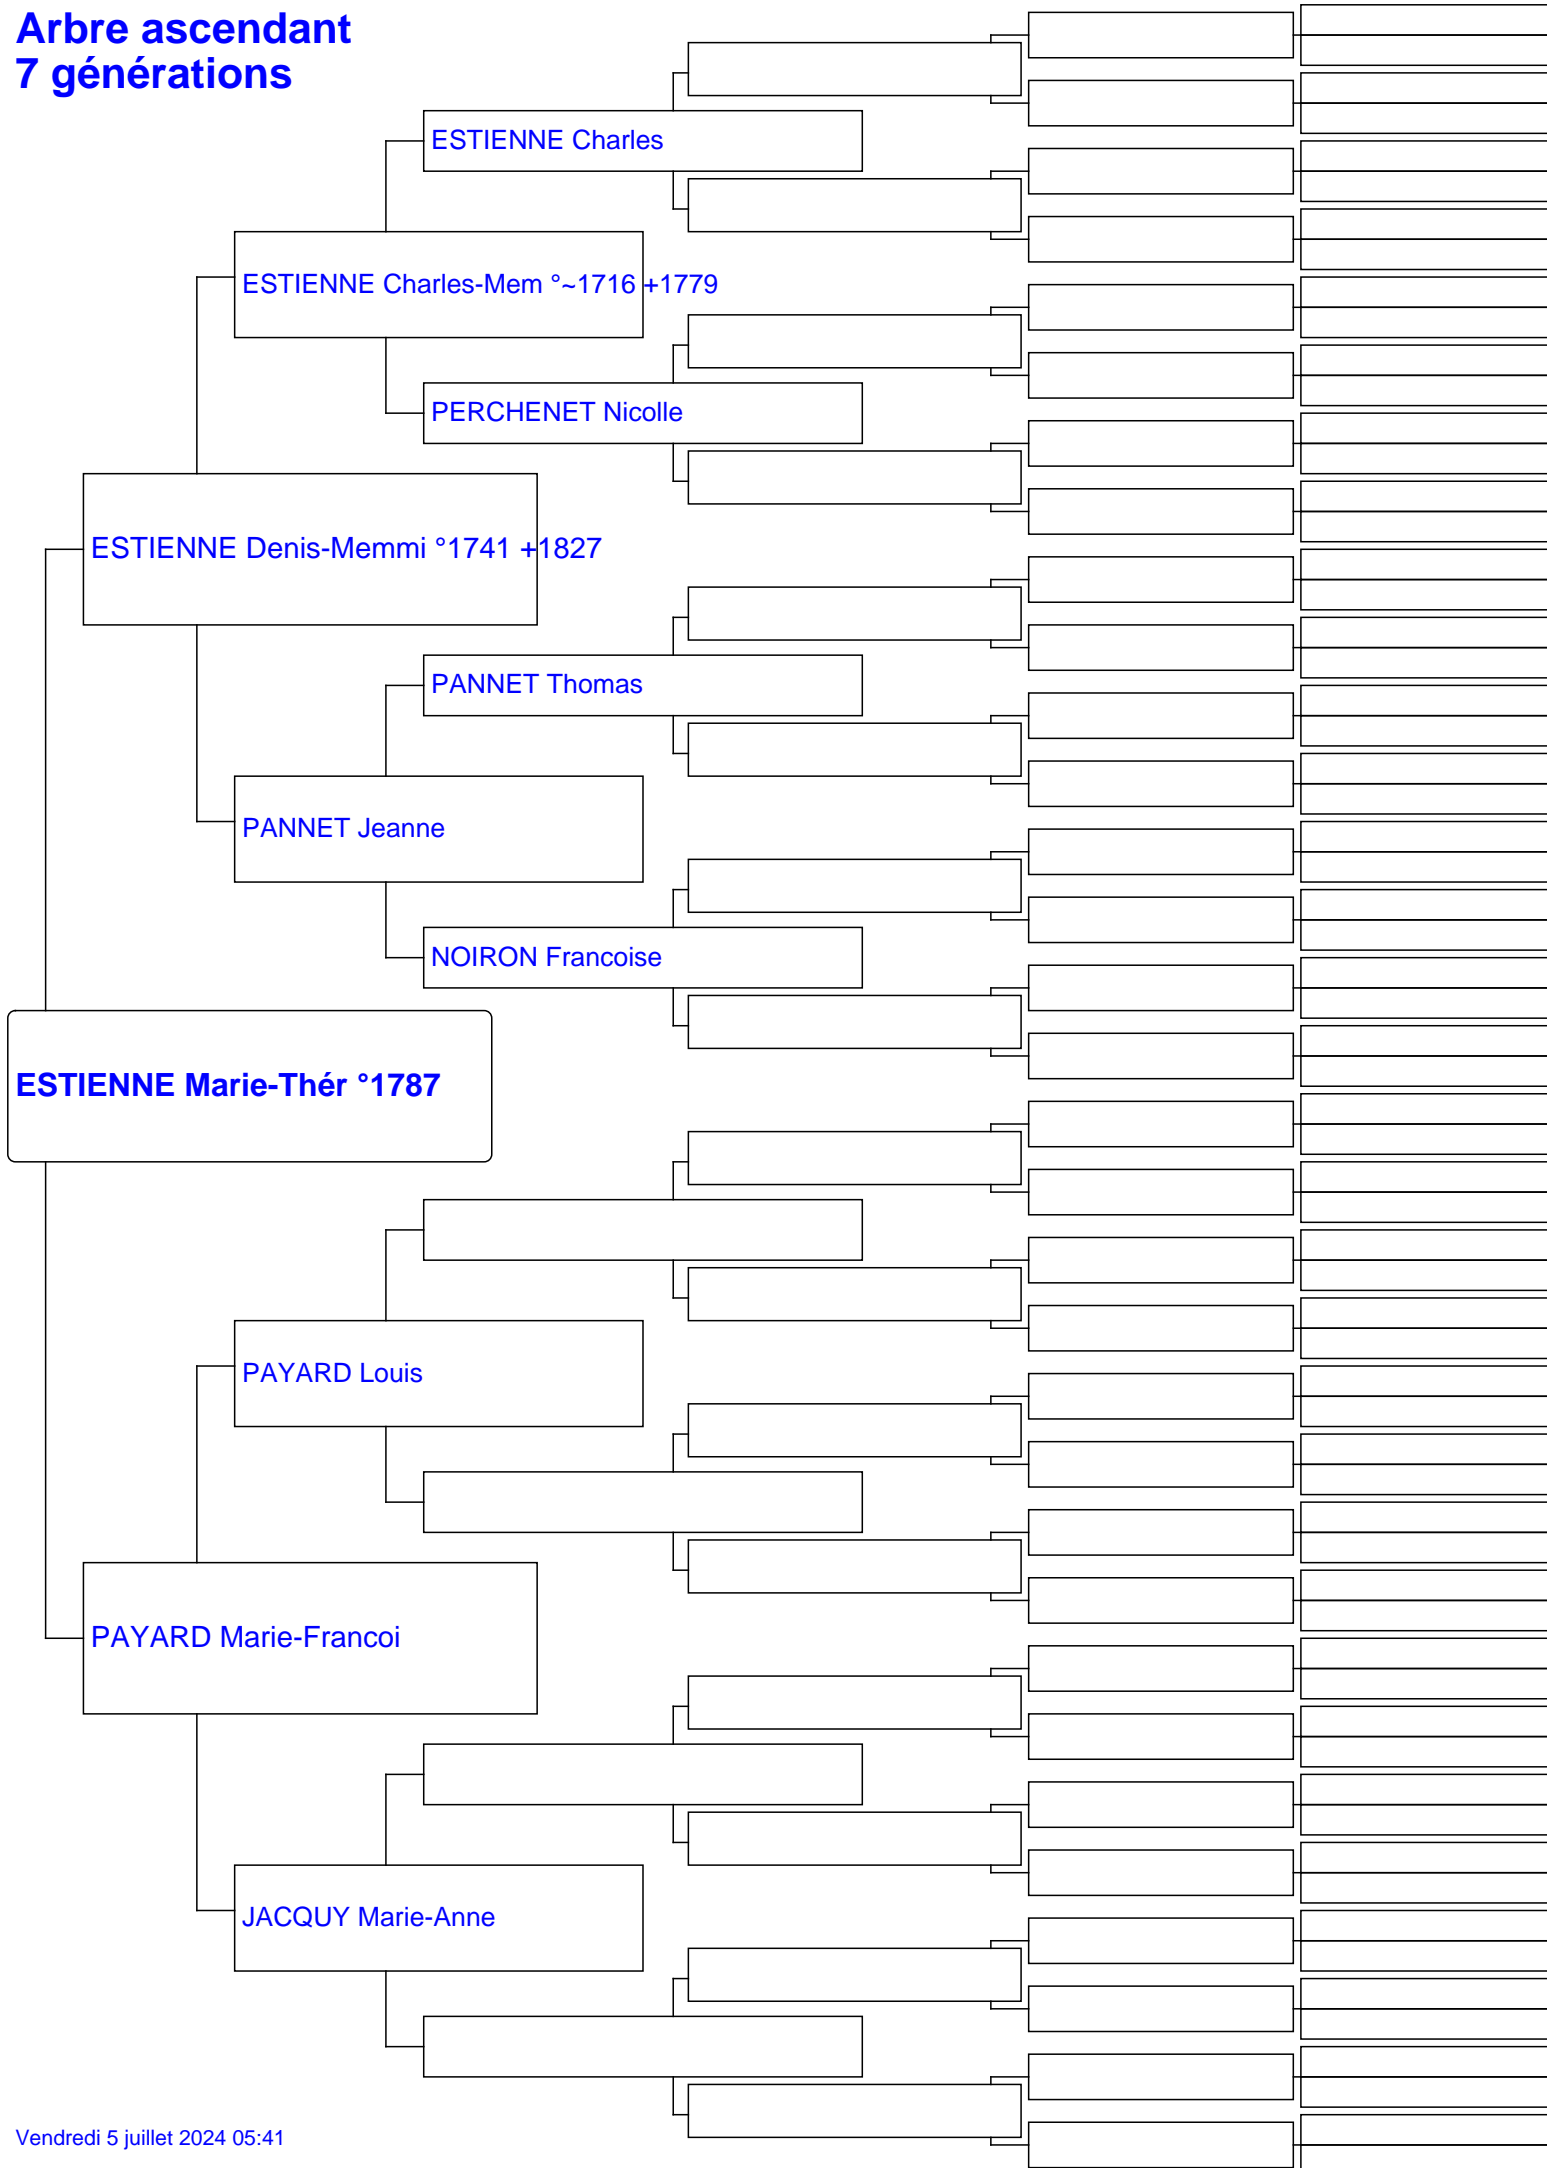 Arbre ascendant
7 générations
ESTIENNE Charles
ESTIENNE Charles-Mem °~1716 +1779
PERCHENET Nicolle
ESTIENNE Denis-Memmi °1741 +1827
PANNET Thomas
PANNET Jeanne
NOIRON Francoise
ESTIENNE Marie-Thér °1787
PAYARD Louis
PAYARD Marie-Francoi
JACQUY Marie-Anne
Vendredi 5 juillet 2024 05:41